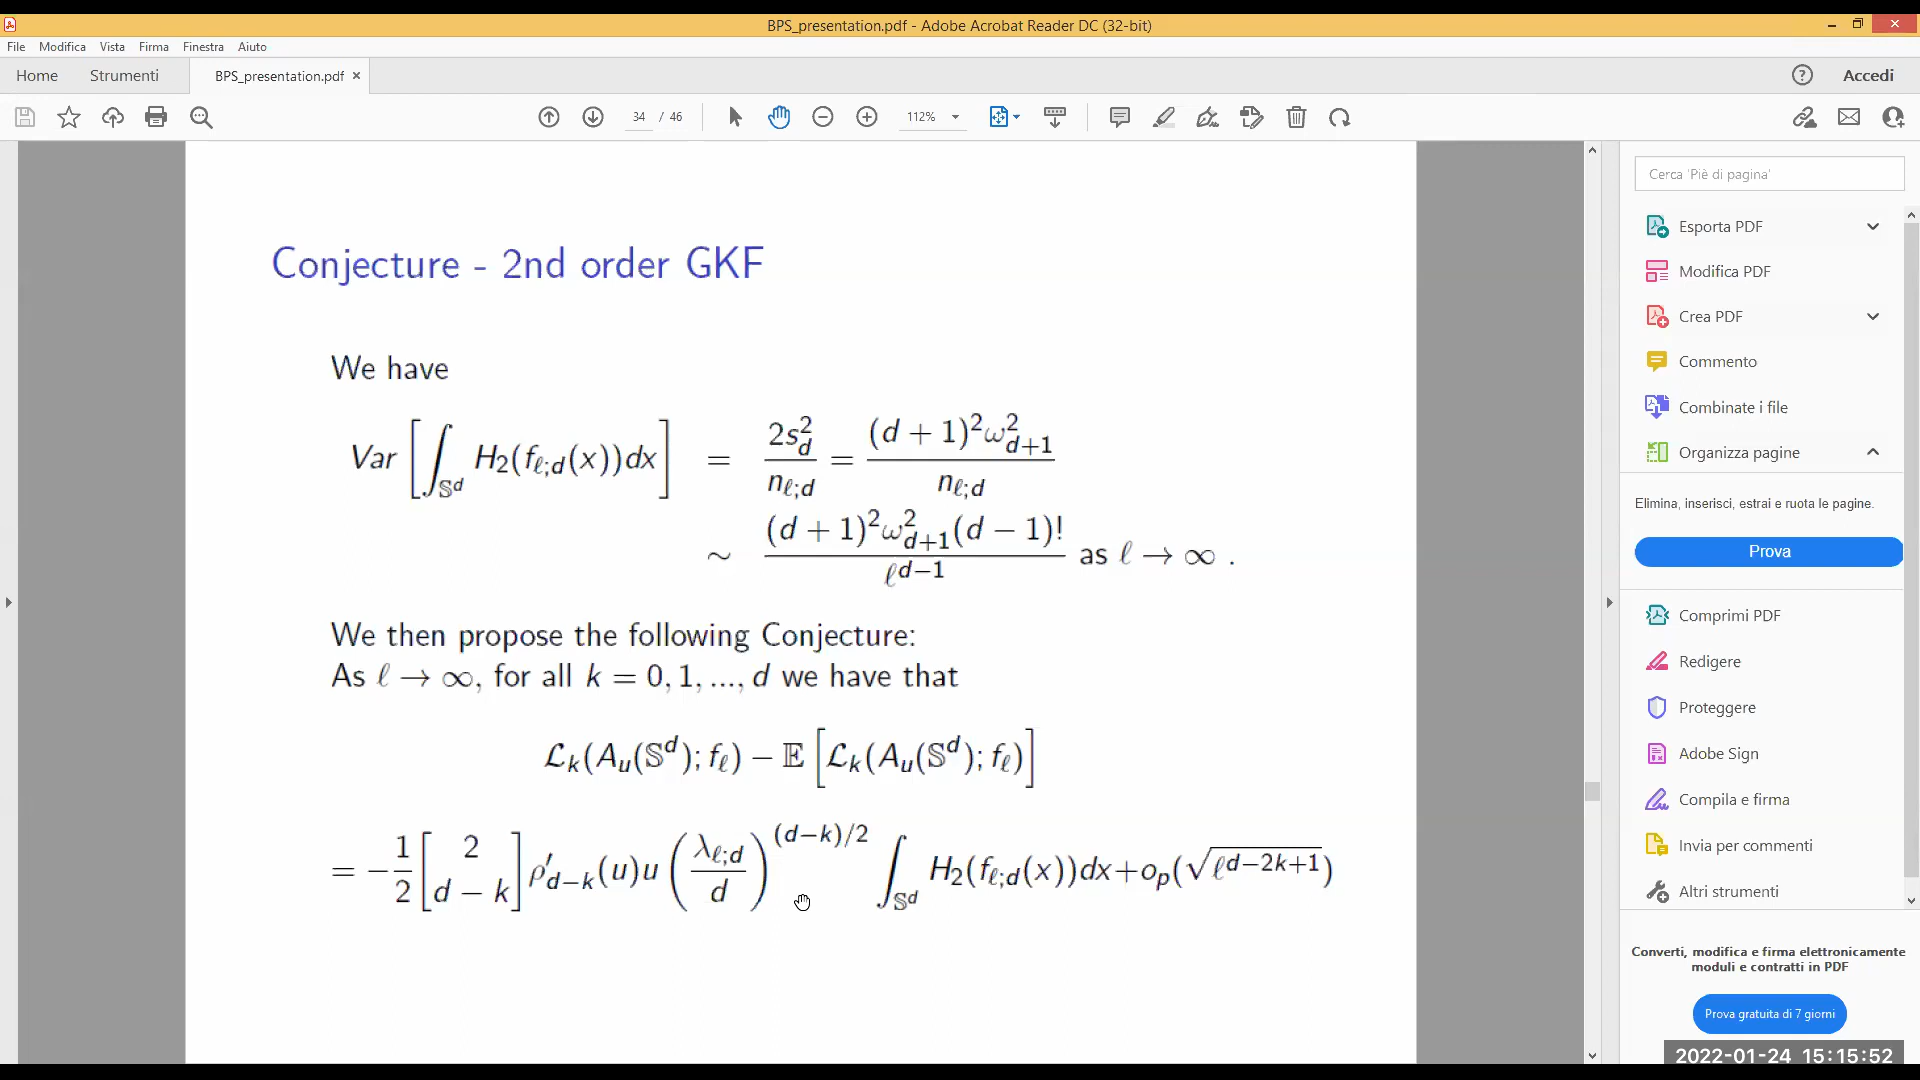 BPS_presentation.pdf - Adobe Acrobat Reader DC (32-bit)
File Modifica Vista Firma Finestra Aiuto
Home Strumenti BPS_presentation.pdf × Accedi
34 / 46 112%
Cerca 'Piè di pagina'
Esporta PDF
Modifica PDF
Crea PDF
Commento
Combinate i file
Organizza pagine
Elimina, inserisci, estrai e ruota le pagine.
Prova
Comprimi PDF
Redigere
Proteggere
Adobe Sign
Compila e firma
Invia per commenti
Altri strumenti
Converti, modifica e firma elettronicamente
moduli e contratti in PDF
Prova gratuita di 7 giorni
2022-01-24 15:15:52
Conjecture - 2nd order GKF
We have
Var [ ∫_{𝕊^d} H_2(f_{ℓ;d}(x))dx ] = \frac{2s_d^2}{n_{ℓ;d}} = \frac{(d + 1)^2 ω_{d+1}^2}{n_{ℓ;d}}
∼ \frac{(d + 1)^2 ω_{d+1}^2 (d − 1)!}{ℓ^{d−1}} as ℓ → ∞ .
We then propose the following Conjecture:
As ℓ → ∞, for all k = 0, 1, ..., d we have that
ℒ_k(A_u(𝕊^d); f_ℓ) − 𝔼 [ ℒ_k(A_u(𝕊^d); f_ℓ) ]
= −\frac{1}{2} [ 2 \atop d − k ] ρ'_{d−k}(u)u ( \frac{λ_{ℓ;d}}{d} )^{(d−k)/2} ∫_{𝕊^d} H_2(f_{ℓ;d}(x))dx+o_p(\sqrt{ℓ^{d−2k+1}})